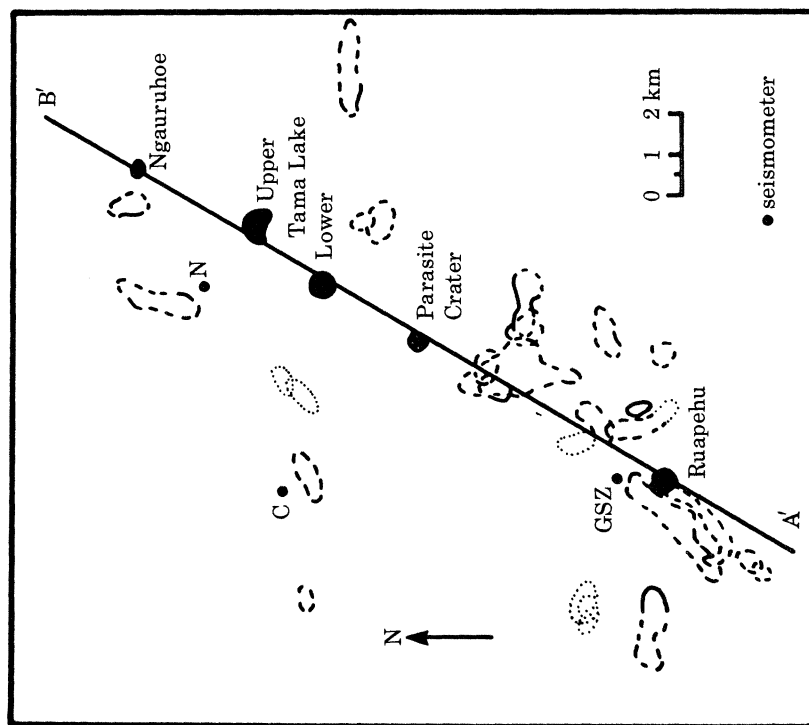 B′
Ngauruhoe
Upper
Tama Lake
Lower
N
Parasite
Crater
C
GSZ
Ruapehu
A′
N
0 1 2 km
seismometer